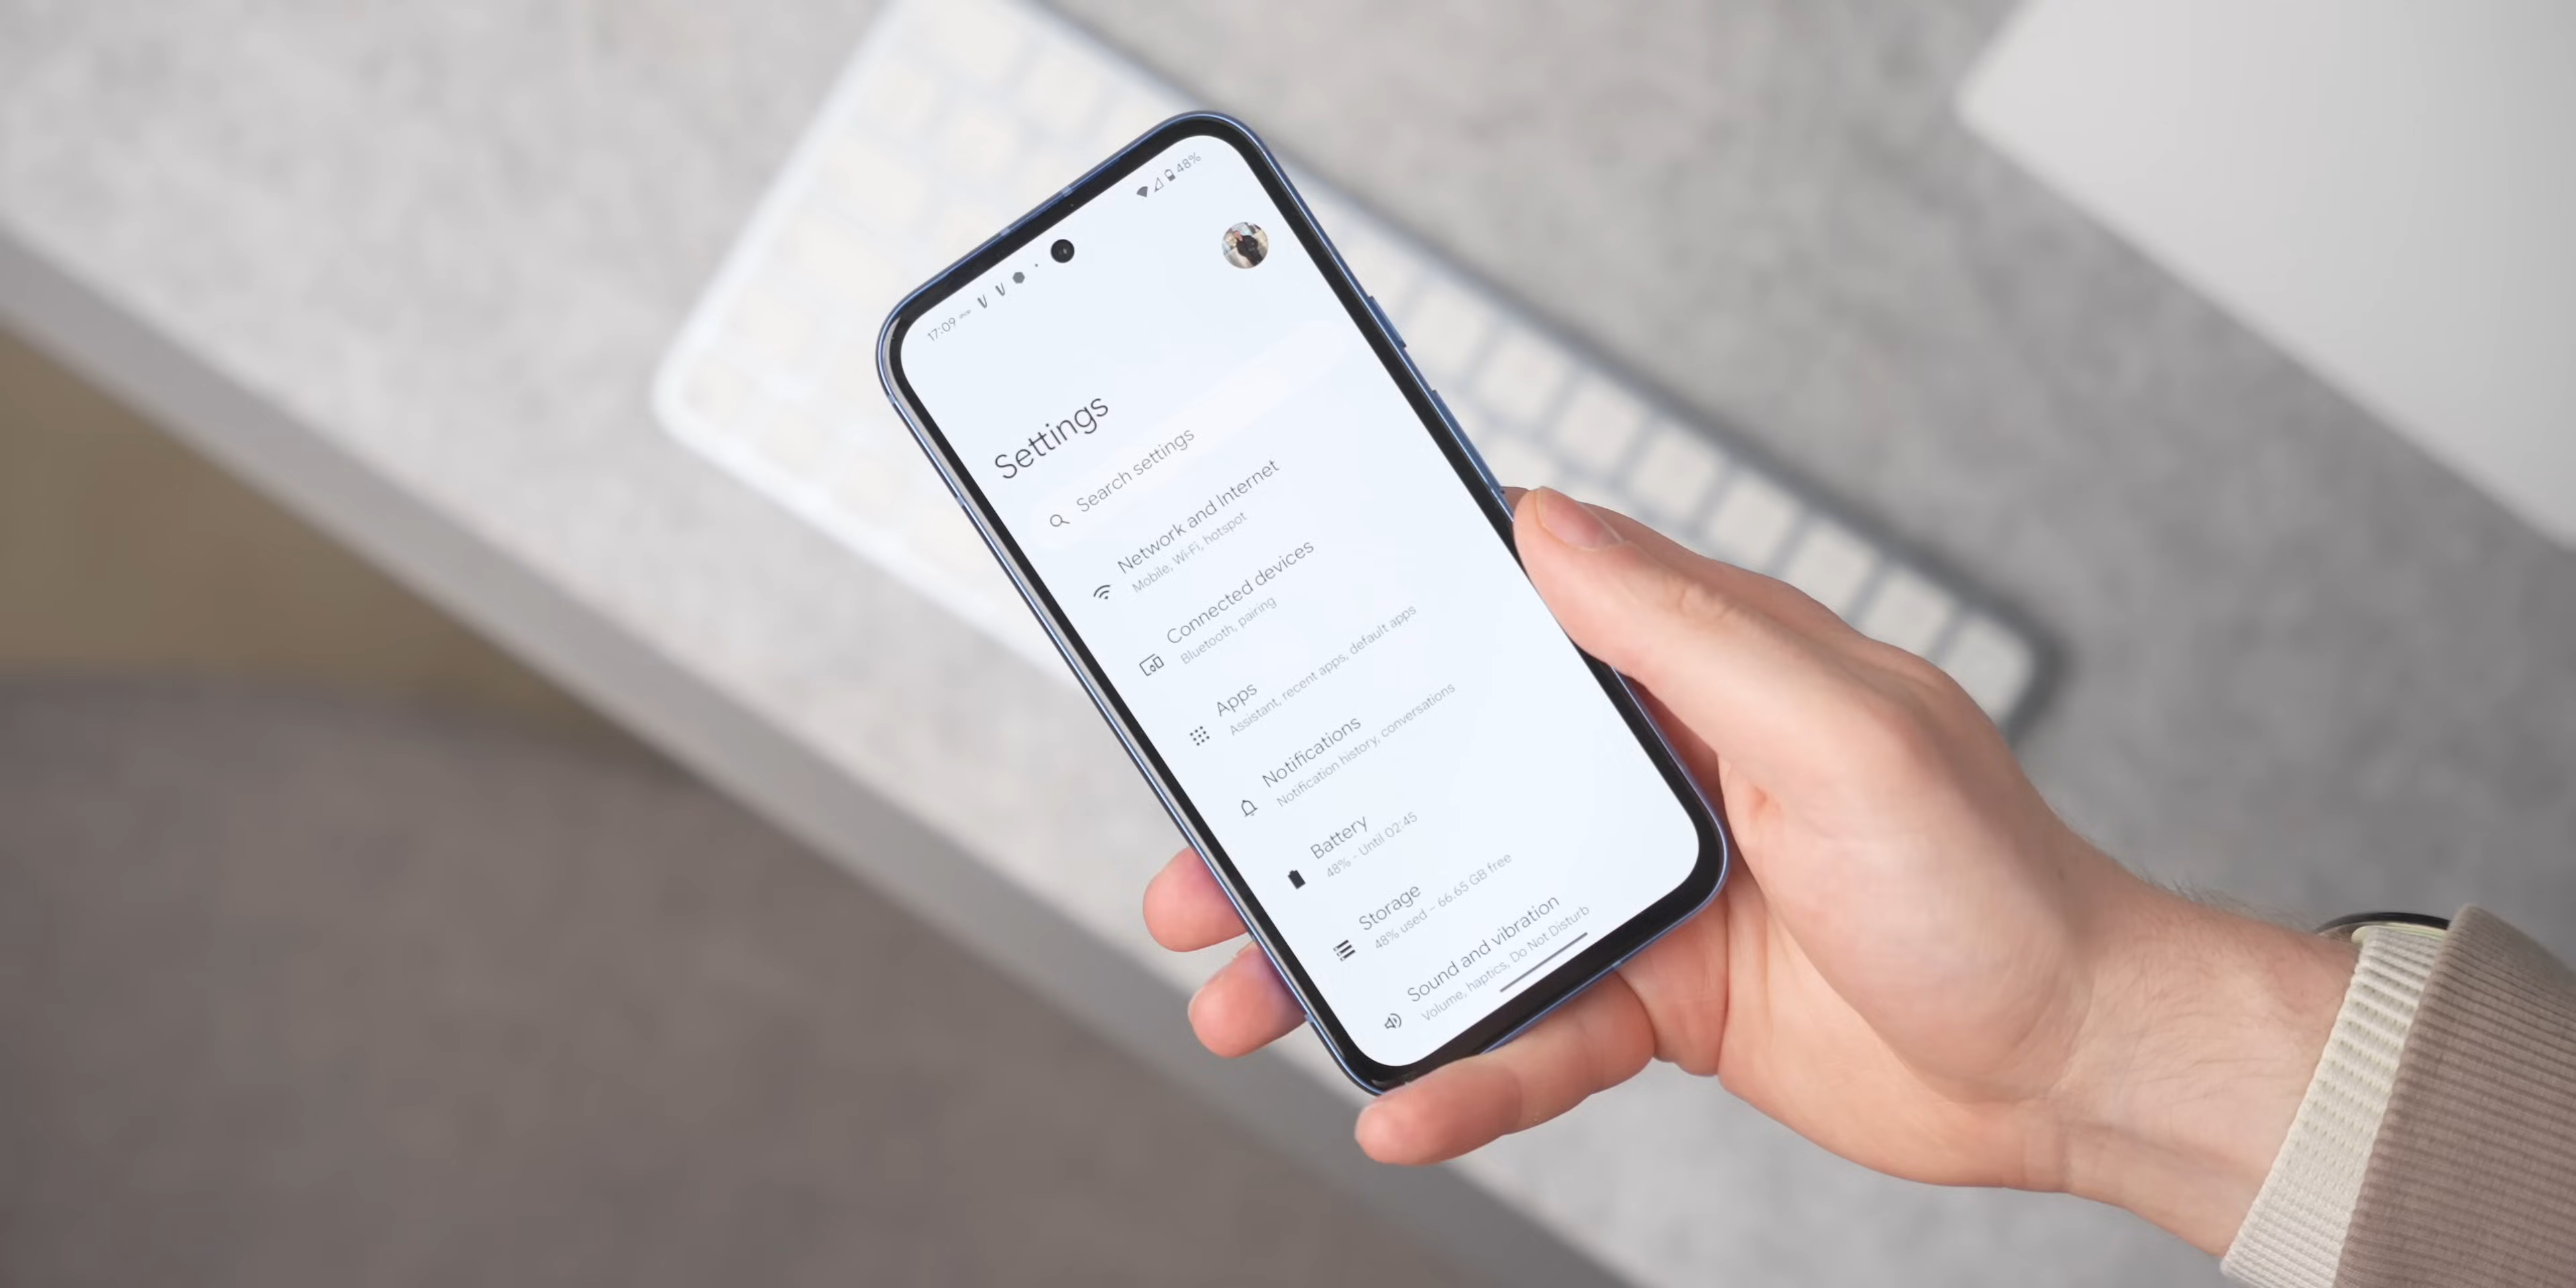 17:09
48%
Settings
Search settings
Network and Internet
Mobile, Wi-Fi, hotspot
Connected devices
Bluetooth, pairing
Apps
Assistant, recent apps, default apps
Notifications
Notification history, conversations
Battery
48% - Until 02:45
Storage
48% used - 66.65 GB free
Sound and vibration
Volume, haptics, Do Not Disturb